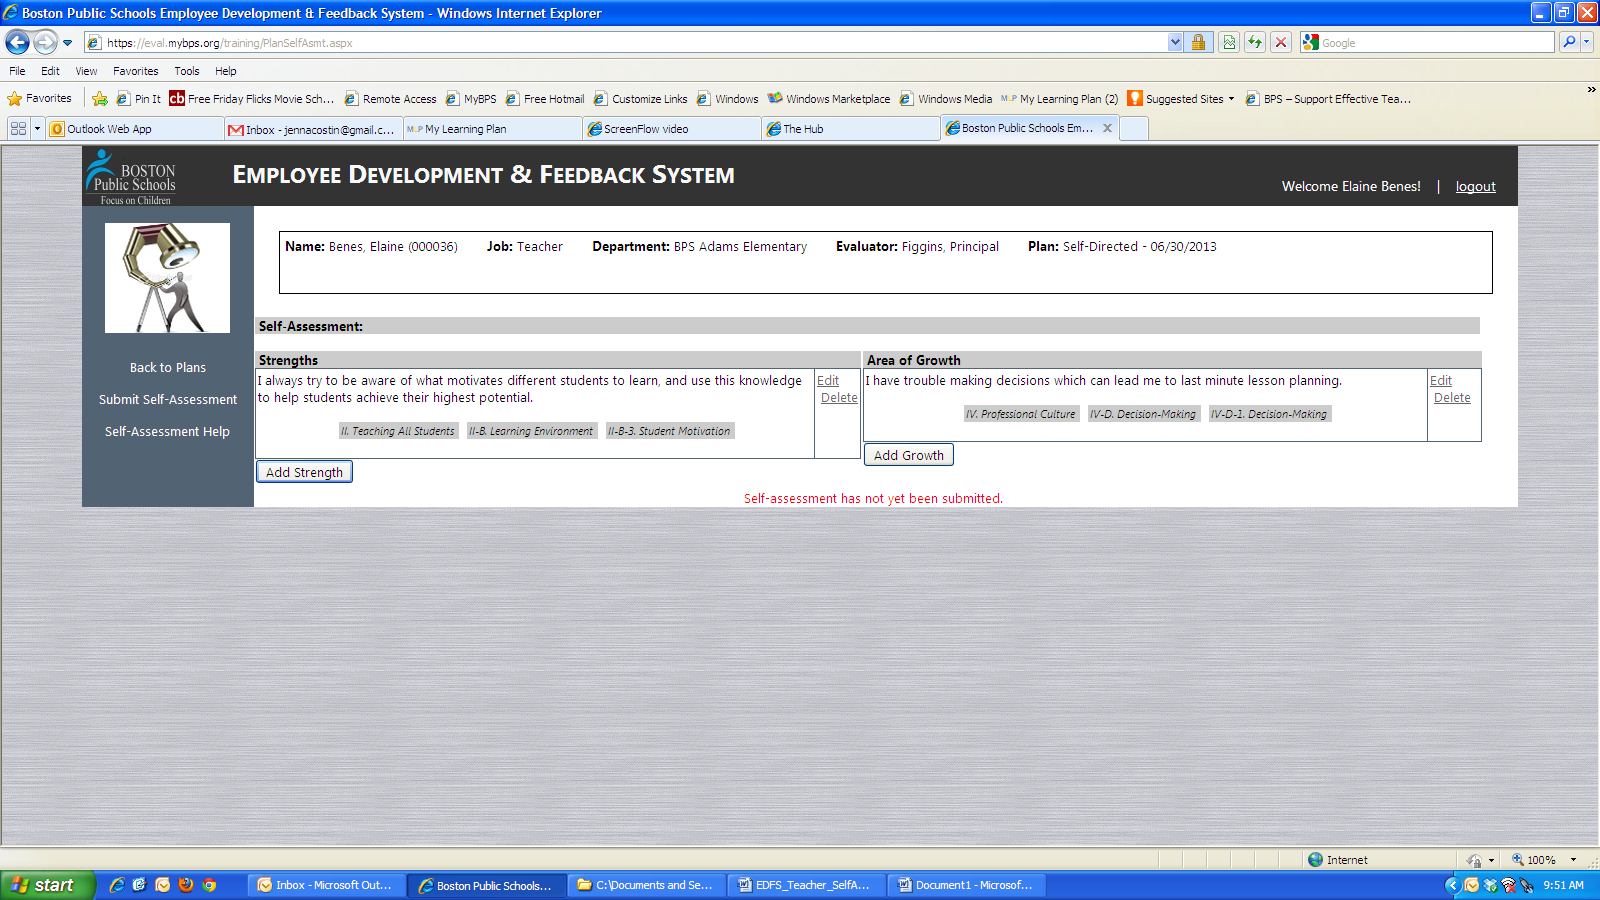 Boston Public Schools Employee Development & Feedback System - Windows Internet Explorer
https://eval.mybps.org/training/PlanSelfAsmt.aspx
Google
File Edit View Favorites Tools Help
Favorites Pin It Free Friday Flicks Movie Sch... Remote Access MyBPS Free Hotmail Customize Links Windows Windows Marketplace Windows Media My Learning Plan (2) Suggested Sites BPS – Support Effective Tea...
Outlook Web App Inbox - jennacostin@gmail.c... My Learning Plan ScreenFlow video The Hub Boston Public Schools Em...
BOSTON
Public Schools
Focus on Children
EMPLOYEE DEVELOPMENT & FEEDBACK SYSTEM
Welcome Elaine Benes! | logout
Name: Benes, Elaine (000036) Job: Teacher Department: BPS Adams Elementary Evaluator: Figgins, Principal Plan: Self-Directed - 06/30/2013
Back to Plans
Submit Self-Assessment
Self-Assessment Help
Self-Assessment:
Strengths
I always try to be aware of what motivates different students to learn, and use this knowledge
to help students achieve their highest potential.
II. Teaching All Students II-B. Learning Environment II-B-3. Student Motivation
Edit
Delete
Add Strength
Area of Growth
I have trouble making decisions which can lead me to last minute lesson planning.
IV. Professional Culture IV-D. Decision-Making IV-D-1. Decision-Making
Edit
Delete
Add Growth
Self-assessment has not yet been submitted.
Internet 100%
start Inbox - Microsoft Out... Boston Public Schools... C:\Documents and Se... EDFS_Teacher_SelfA... Document1 - Microsof... 9:51 AM